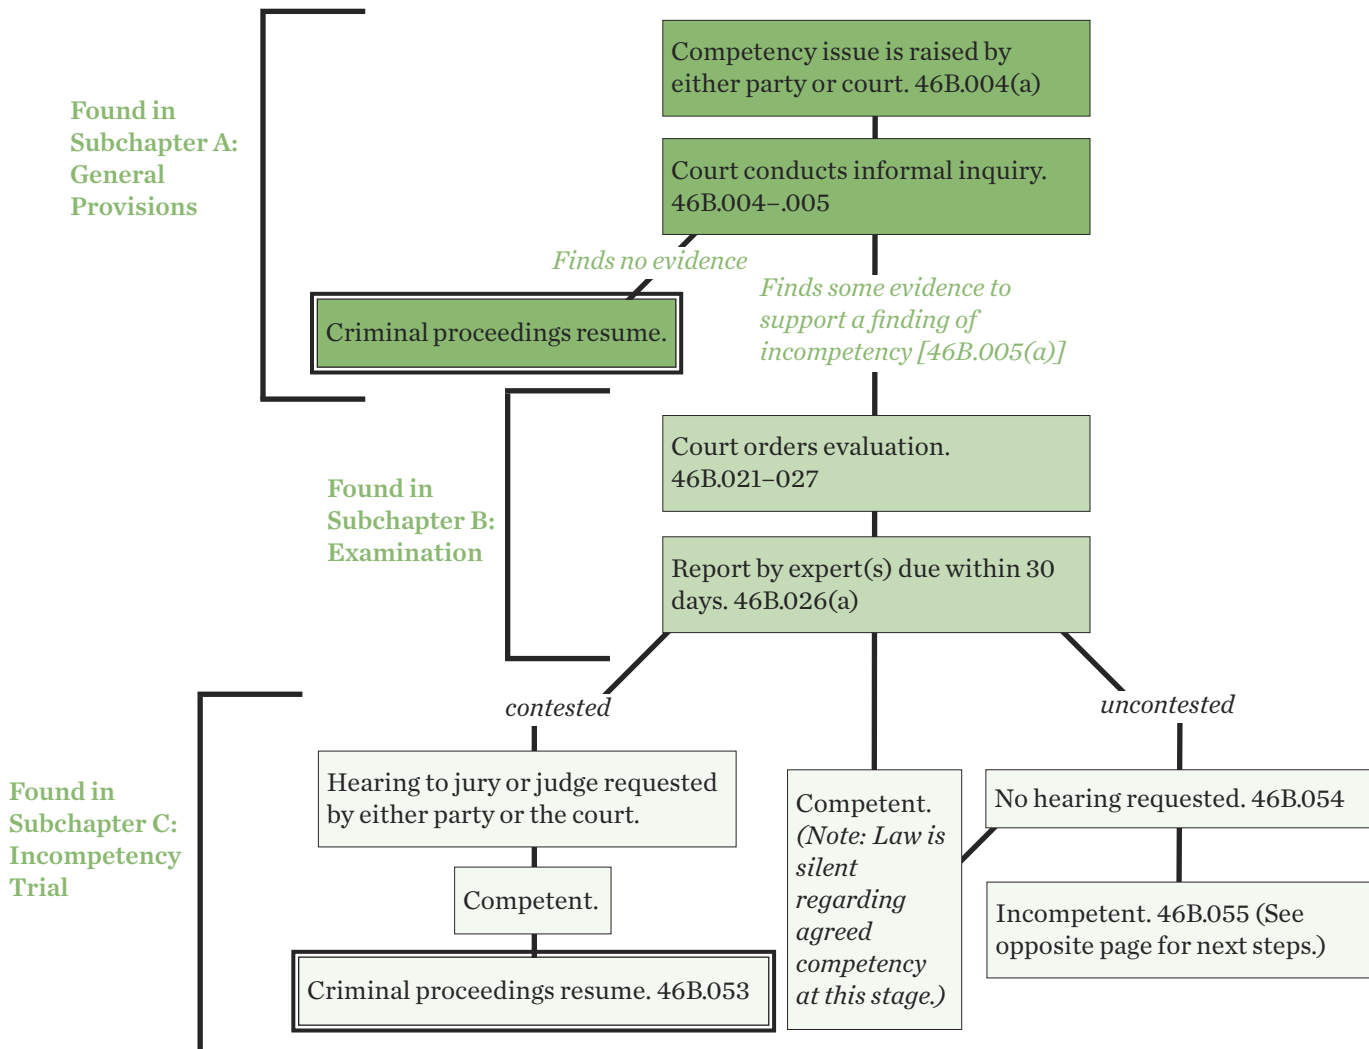 Competency issue is raised by
either party or court. 46B.004(a)
Found in
Subchapter A:
General
Provisions
Court conducts informal inquiry.
46B.004–.005
Finds no evidence
Finds some evidence to
support a finding of
incompetency [46B.005(a)]
Criminal proceedings resume.
Court orders evaluation.
46B.021–027
Found in
Subchapter B:
Examination
Report by expert(s) due within 30
days. 46B.026(a)
contested
uncontested
Found in
Subchapter C:
Incompetency
Trial
Hearing to jury or judge requested
by either party or the court.
Competent.
Criminal proceedings resume. 46B.053
Competent.
(Note: Law is
silent
regarding
agreed
competency
at this stage.)
No hearing requested. 46B.054
Incompetent. 46B.055 (See
opposite page for next steps.)